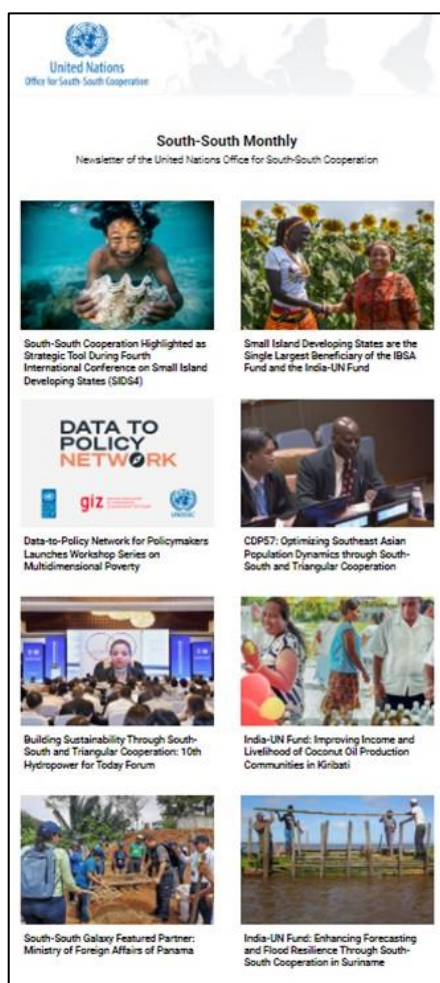 United Nations
Office for South-South Cooperation
South-South Monthly
Newsletter of the United Nations Office for South-South Cooperation
South-South Cooperation Highlighted as
Strategic Tool During Fourth
International Conference on Small Island
Developing States (SIDS4)
Small Island Developing States are the
Single Largest Beneficiary of the IBSA
Fund and the India-UN Fund
DATA TO
POLICY
NETWORK
giz
UNOSSC
Data-to-Policy Network for Policymakers
Launches Workshop Series on
Multidimensional Poverty
CDP57: Optimizing Southeast Asian
Population Dynamics through South-
South and Triangular Cooperation
Building Sustainability Through South-
South and Triangular Cooperation: 10th
Hydropower for Today Forum
India-UN Fund: Improving Income and
Livelihood of Coconut Oil Production
Communities in Kiribati
South-South Galaxy Featured Partner:
Ministry of Foreign Affairs of Panama
India-UN Fund: Enhancing Forecasting
and Flood Resilience Through South-
South Cooperation in Suriname